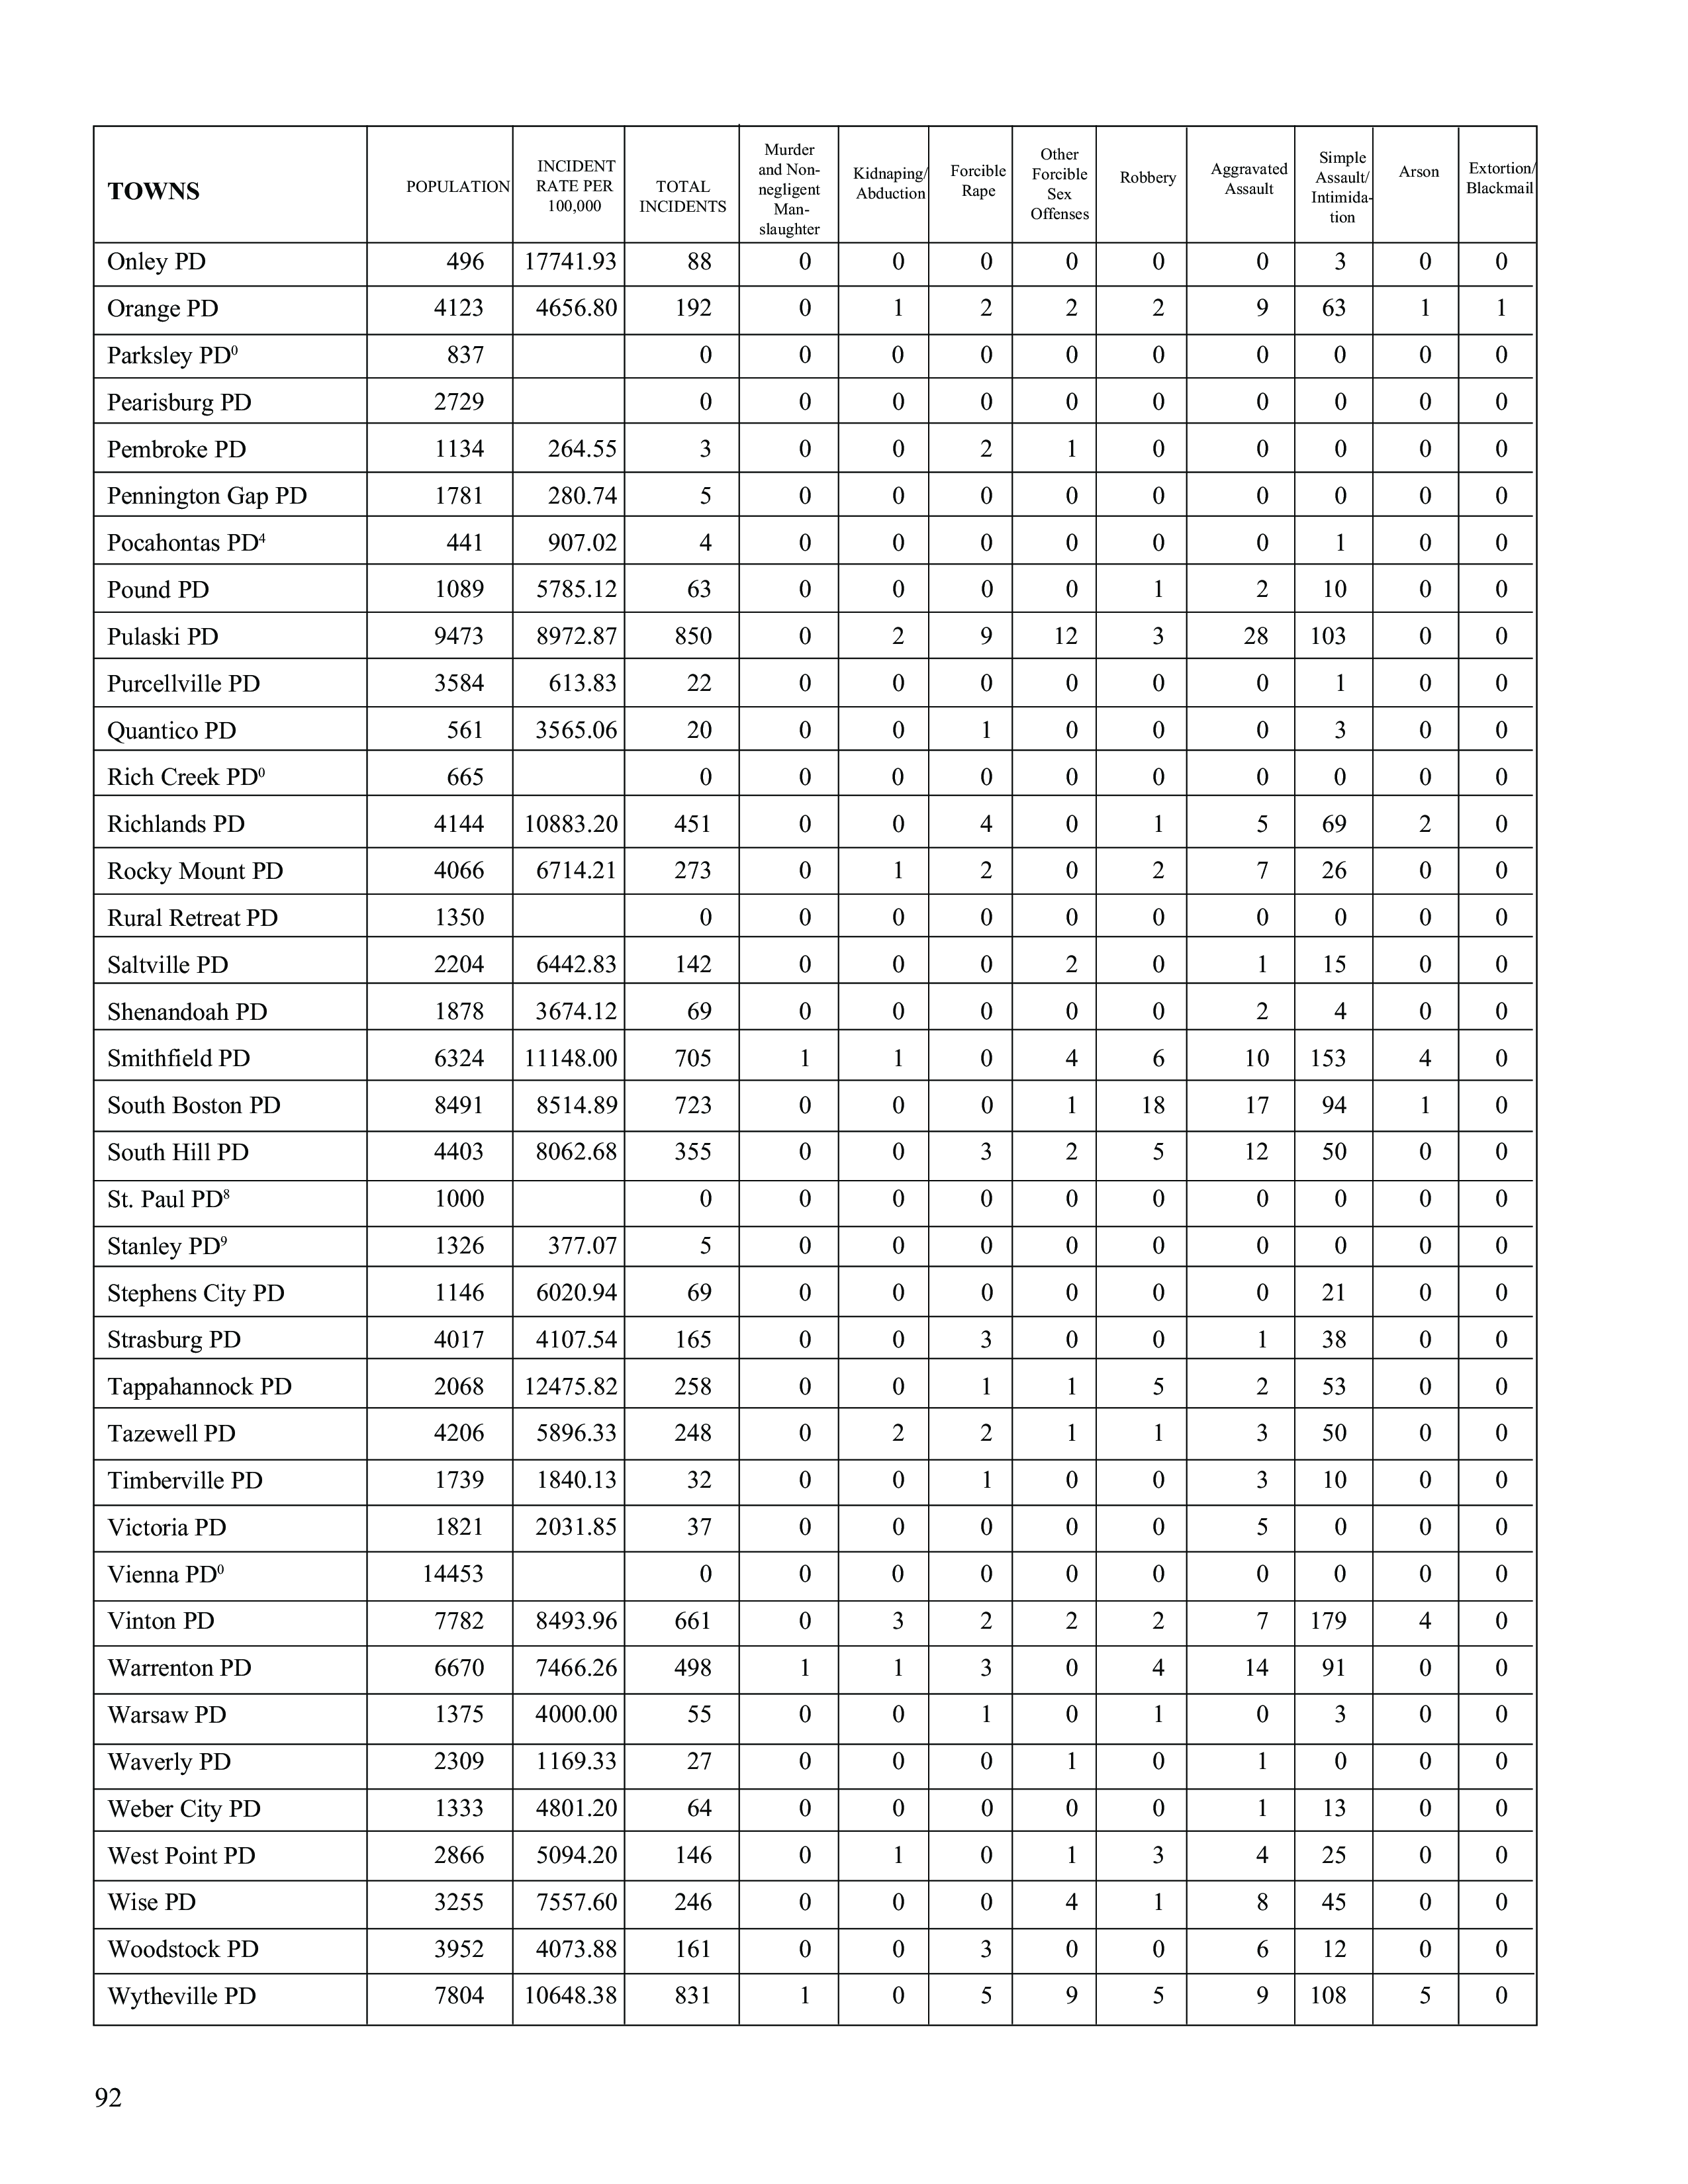 TOWNS POPULATION INCIDENT RATE PER 100,000 TOTAL INCIDENTS Murder and Non-negligent Man-slaughter Kidnaping/ Abduction Forcible Rape Other Forcible Sex Offenses Robbery Aggravated Assault Simple Assault/ Intimida-tion Arson Extortion/ Blackmail
Onley PD 496 17741.93 88 0 0 0 0 0 0 3 0 0
Orange PD 4123 4656.80 192 0 1 2 2 2 9 63 1 1
Parksley PD⁰ 837 0 0 0 0 0 0 0 0 0 0
Pearisburg PD 2729 0 0 0 0 0 0 0 0 0 0
Pembroke PD 1134 264.55 3 0 0 2 1 0 0 0 0 0
Pennington Gap PD 1781 280.74 5 0 0 0 0 0 0 0 0 0
Pocahontas PD⁴ 441 907.02 4 0 0 0 0 0 0 1 0 0
Pound PD 1089 5785.12 63 0 0 0 0 1 2 10 0 0
Pulaski PD 9473 8972.87 850 0 2 9 12 3 28 103 0 0
Purcellville PD 3584 613.83 22 0 0 0 0 0 0 1 0 0
Quantico PD 561 3565.06 20 0 0 1 0 0 0 3 0 0
Rich Creek PD⁰ 665 0 0 0 0 0 0 0 0 0 0
Richlands PD 4144 10883.20 451 0 0 4 0 1 5 69 2 0
Rocky Mount PD 4066 6714.21 273 0 1 2 0 2 7 26 0 0
Rural Retreat PD 1350 0 0 0 0 0 0 0 0 0 0
Saltville PD 2204 6442.83 142 0 0 0 2 0 1 15 0 0
Shenandoah PD 1878 3674.12 69 0 0 0 0 0 2 4 0 0
Smithfield PD 6324 11148.00 705 1 1 0 4 6 10 153 4 0
South Boston PD 8491 8514.89 723 0 0 0 1 18 17 94 1 0
South Hill PD 4403 8062.68 355 0 0 3 2 5 12 50 0 0
St. Paul PD⁸ 1000 0 0 0 0 0 0 0 0 0 0
Stanley PD⁹ 1326 377.07 5 0 0 0 0 0 0 0 0 0
Stephens City PD 1146 6020.94 69 0 0 0 0 0 0 21 0 0
Strasburg PD 4017 4107.54 165 0 0 3 0 0 1 38 0 0
Tappahannock PD 2068 12475.82 258 0 0 1 1 5 2 53 0 0
Tazewell PD 4206 5896.33 248 0 2 2 1 1 3 50 0 0
Timberville PD 1739 1840.13 32 0 0 1 0 0 3 10 0 0
Victoria PD 1821 2031.85 37 0 0 0 0 0 5 0 0 0
Vienna PD⁰ 14453 0 0 0 0 0 0 0 0 0 0
Vinton PD 7782 8493.96 661 0 3 2 2 2 7 179 4 0
Warrenton PD 6670 7466.26 498 1 1 3 0 4 14 91 0 0
Warsaw PD 1375 4000.00 55 0 0 1 0 1 0 3 0 0
Waverly PD 2309 1169.33 27 0 0 0 1 0 1 0 0 0
Weber City PD 1333 4801.20 64 0 0 0 0 0 1 13 0 0
West Point PD 2866 5094.20 146 0 1 0 1 3 4 25 0 0
Wise PD 3255 7557.60 246 0 0 0 4 1 8 45 0 0
Woodstock PD 3952 4073.88 161 0 0 3 0 0 6 12 0 0
Wytheville PD 7804 10648.38 831 1 0 5 9 5 9 108 5 0
92